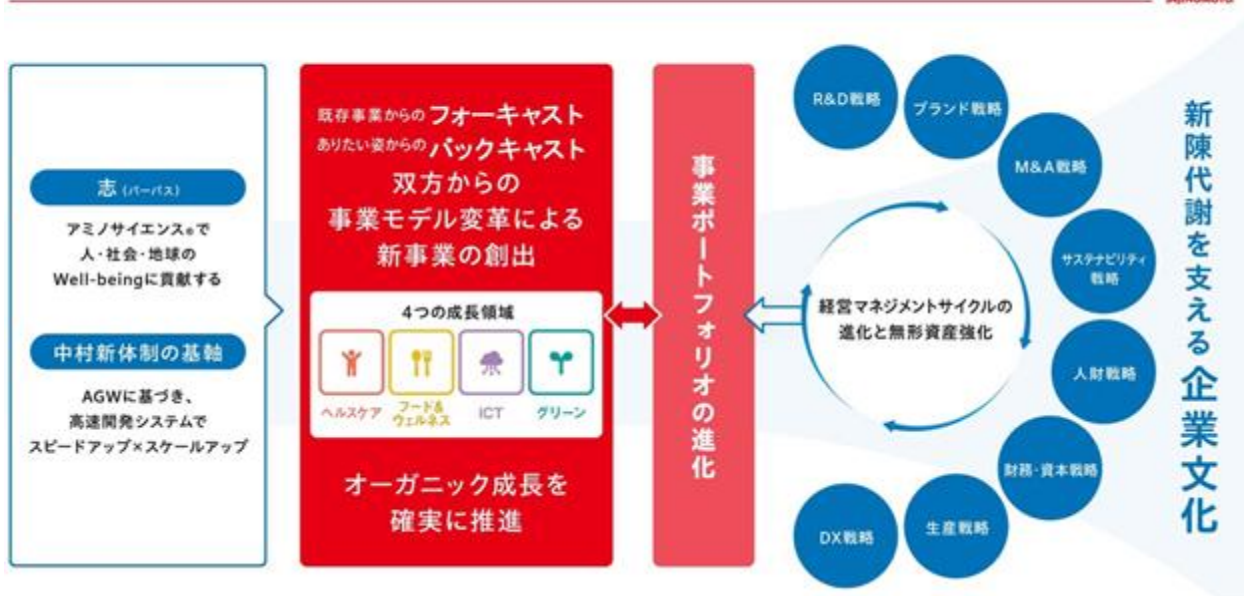 志(パーパス)
アミノサイエンス®で
人・社会・地球の
Well-beingに貢献する
中村新体制の基軸
AGWに基づき、
高速開発システムで
スピードアップ×スケールアップ
既存事業からのフォーキャスト
ありたい姿からのバックキャスト
双方からの
事業モデル変革による
新事業の創出
4つの成長領域
ヘルスケア
フード&
ウェルネス
ICT
グリーン
オーガニック成長を
確実に推進
事業ポートフォリオの進化
R&D戦略
ブランド戦略
M&A戦略
サステナビリティ
戦略
人財戦略
財務・資本戦略
生産戦略
DX戦略
経営マネジメントサイクルの
進化と無形資産強化
新陳代謝を支える企業文化